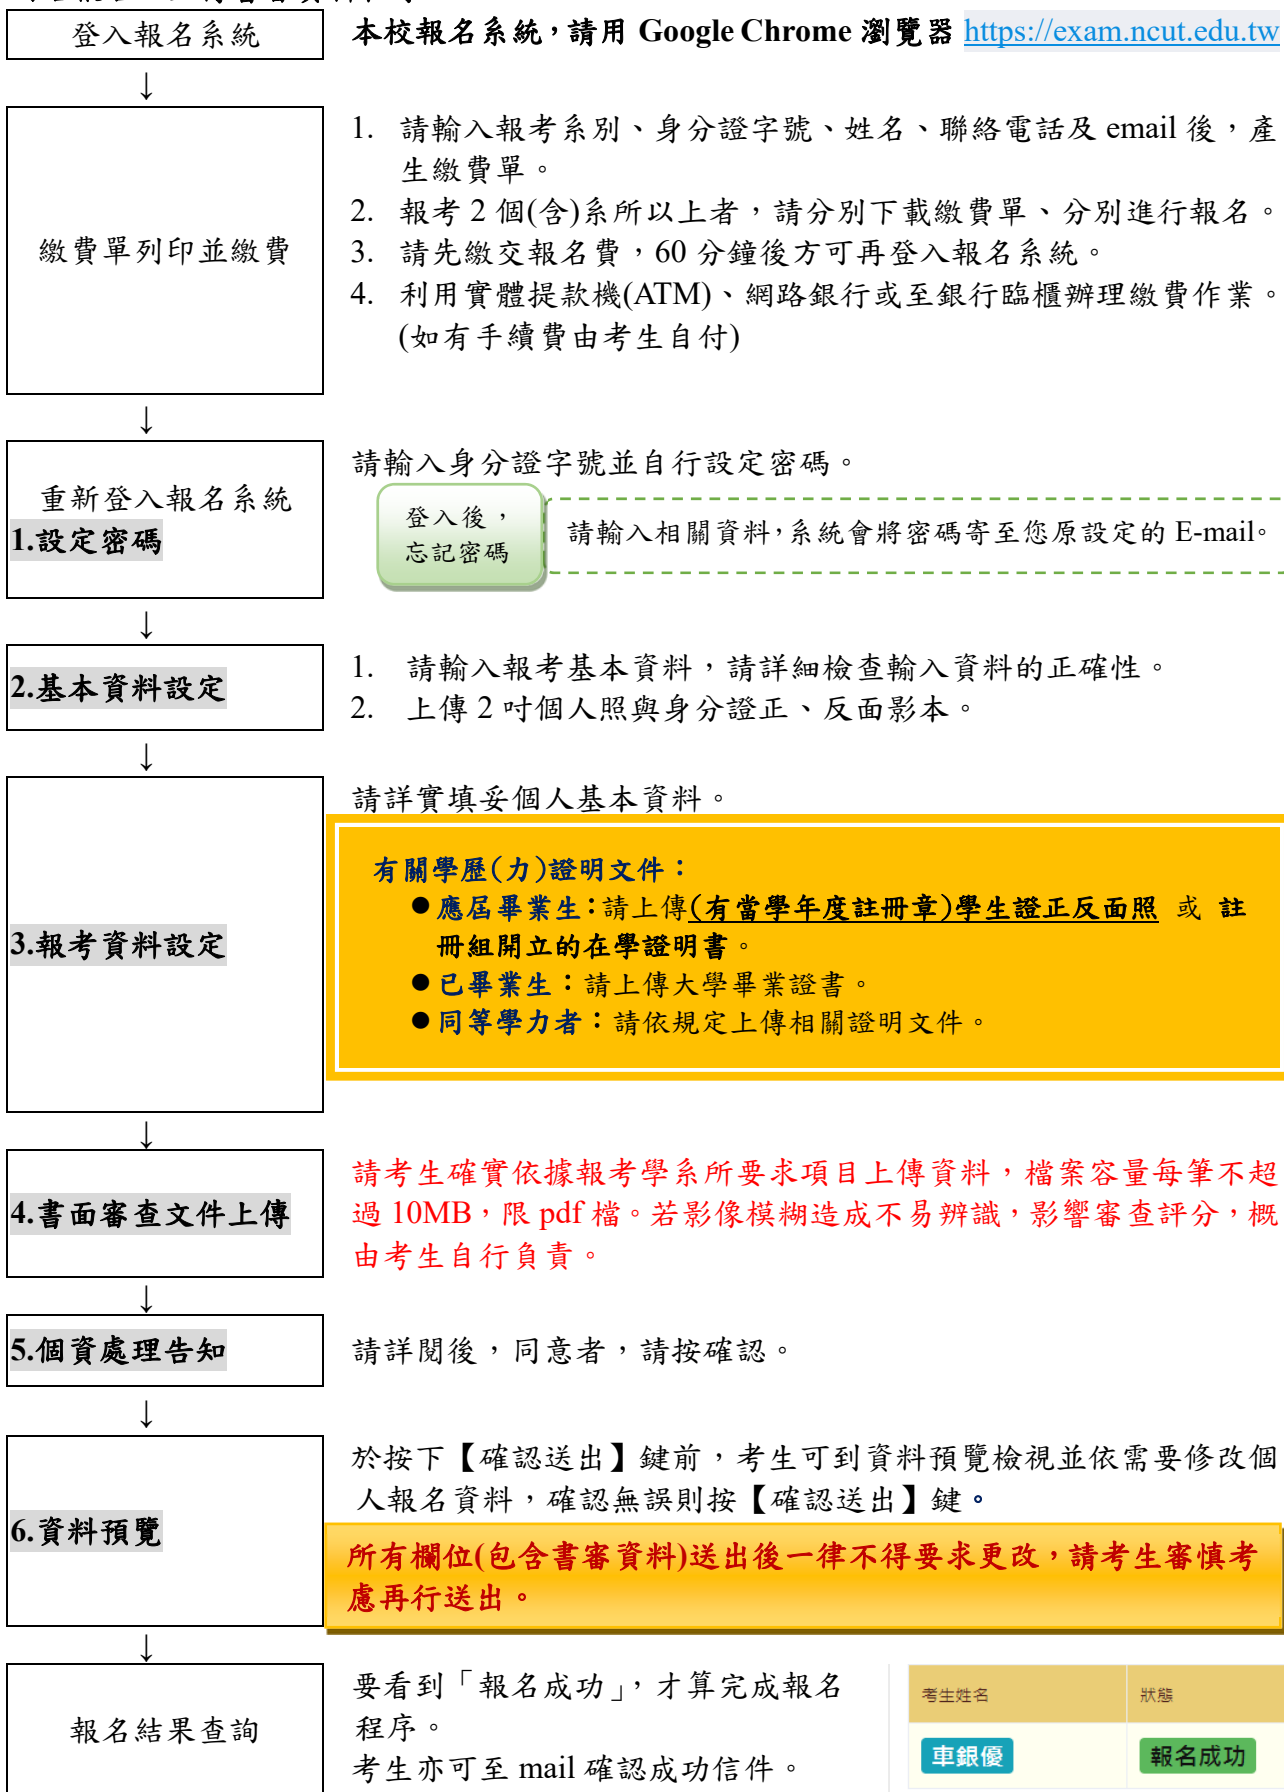 登入報名系統
本校報名系統，請用 Google Chrome 瀏覽器 https://exam.ncut.edu.tw
↓
繳費單列印並繳費
1. 請輸入報考系別、身分證字號、姓名、聯絡電話及 email 後，產
生繳費單。
2. 報考 2 個(含)系所以上者，請分別下載繳費單、分別進行報名。
3. 請先繳交報名費，60 分鐘後方可再登入報名系統。
4. 利用實體提款機(ATM)、網路銀行或至銀行臨櫃辦理繳費作業。
(如有手續費由考生自付)
↓
重新登入報名系統
1.設定密碼
請輸入身分證字號並自行設定密碼。
登入後，
忘記密碼
請輸入相關資料，系統會將密碼寄至您原設定的 E-mail。
↓
2.基本資料設定
1. 請輸入報考基本資料，請詳細檢查輸入資料的正確性。
2. 上傳 2 吋個人照與身分證正、反面影本。
↓
3.報考資料設定
請詳實填妥個人基本資料。
有關學歷(力)證明文件：
●應屆畢業生：請上傳(有當學年度註冊章)學生證正反面照 或 註
冊組開立的在學證明書。
●已畢業生：請上傳大學畢業證書。
●同等學力者：請依規定上傳相關證明文件。
↓
4.書面審查文件上傳
請考生確實依據報考學系所要求項目上傳資料，檔案容量每筆不超
過 10MB，限 pdf 檔。若影像模糊造成不易辨識，影響審查評分，概
由考生自行負責。
↓
5.個資處理告知
請詳閱後，同意者，請按確認。
↓
6.資料預覽
於按下【確認送出】鍵前，考生可到資料預覽檢視並依需要修改個
人報名資料，確認無誤則按【確認送出】鍵。
所有欄位(包含書審資料)送出後一律不得要求更改，請考生審慎考
慮再行送出。
↓
報名結果查詢
要看到「報名成功」，才算完成報名
程序。
考生亦可至 mail 確認成功信件。
考生姓名 狀態
車銀優 報名成功